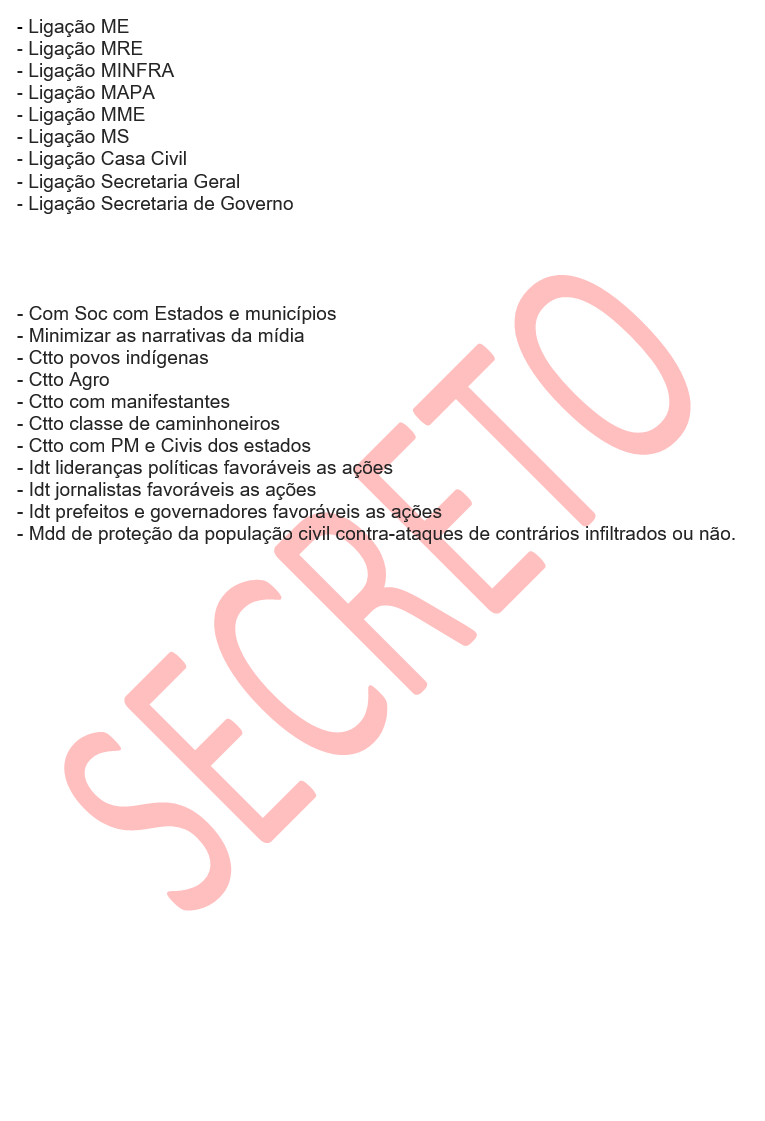 - Ligação ME
- Ligação MRE
- Ligação MINFRA
- Ligação MAPA
- Ligação MME
- Ligação MS
- Ligação Casa Civil
- Ligação Secretaria Geral
- Ligação Secretaria de Governo
- Com Soc com Estados e municípios
- Minimizar as narrativas da mídia
- Ctto povos indígenas
- Ctto Agro
- Ctto com manifestantes
- Ctto classe de caminhoneiros
- Ctto com PM e Civis dos estados
- Idt lideranças políticas favoráveis as ações
- Idt jornalistas favoráveis as ações
- Idt prefeitos e governadores favoráveis as ações
- Mdd de proteção da população civil contra-ataques de contrários infiltrados ou não.
SECRETO